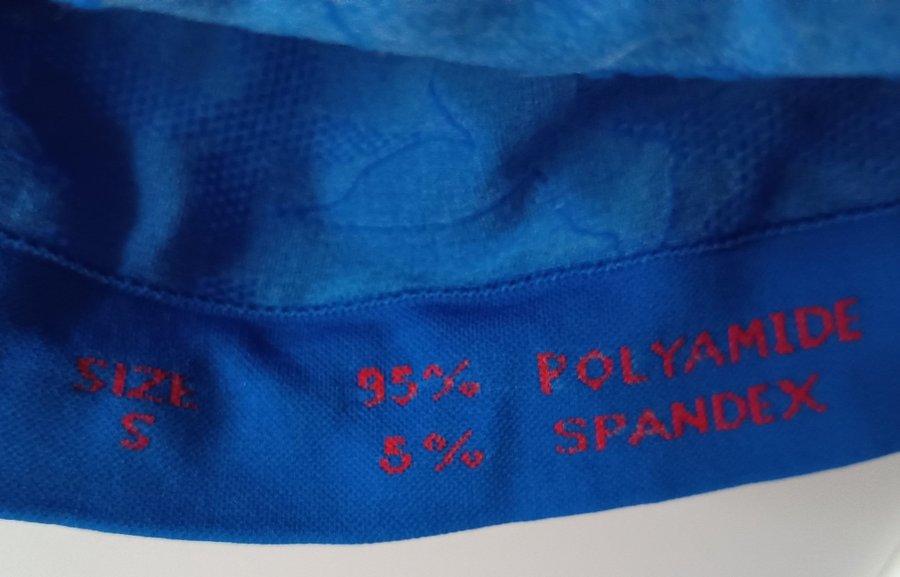 SIZE
S
95% POLYAMIDE
5% SPANDEX